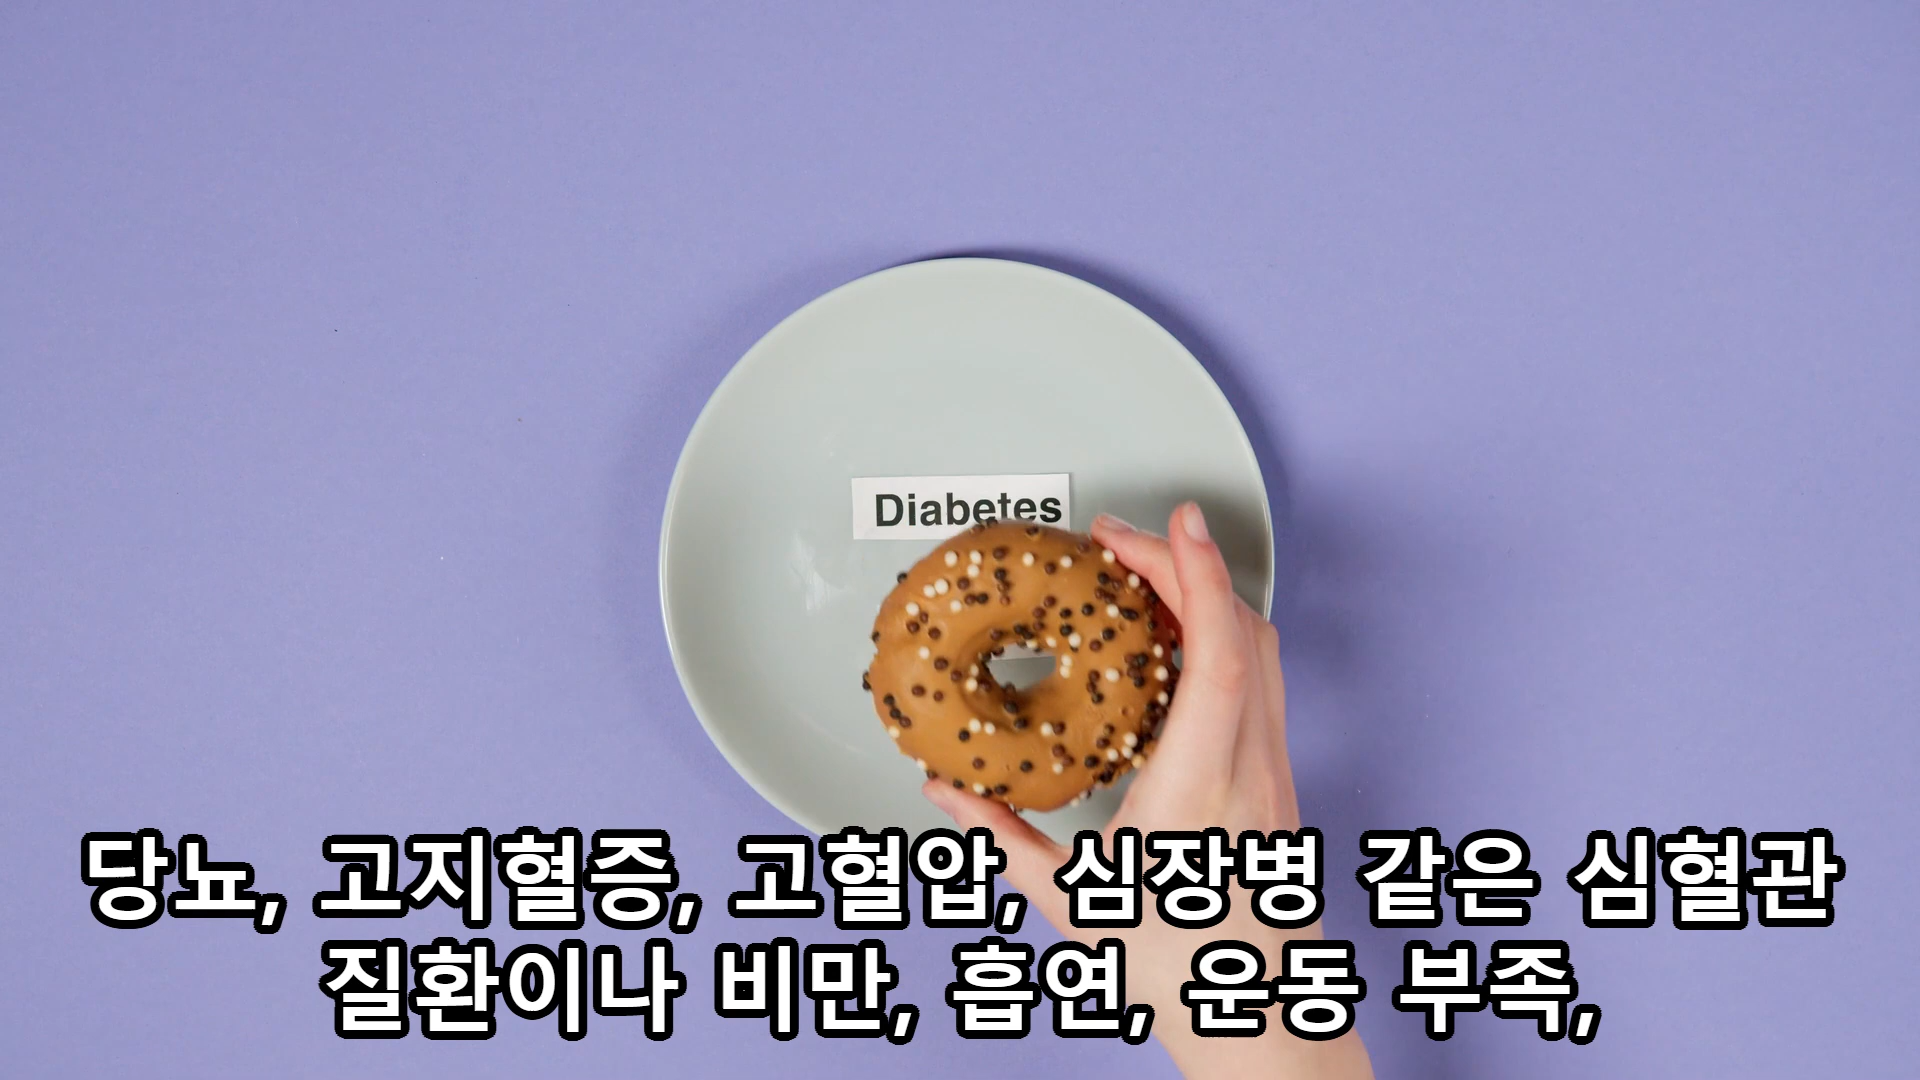 Diabetes
당뇨, 고지혈증, 고혈압, 심장병 같은 심혈관
질환이나 비만, 흡연, 운동 부족,